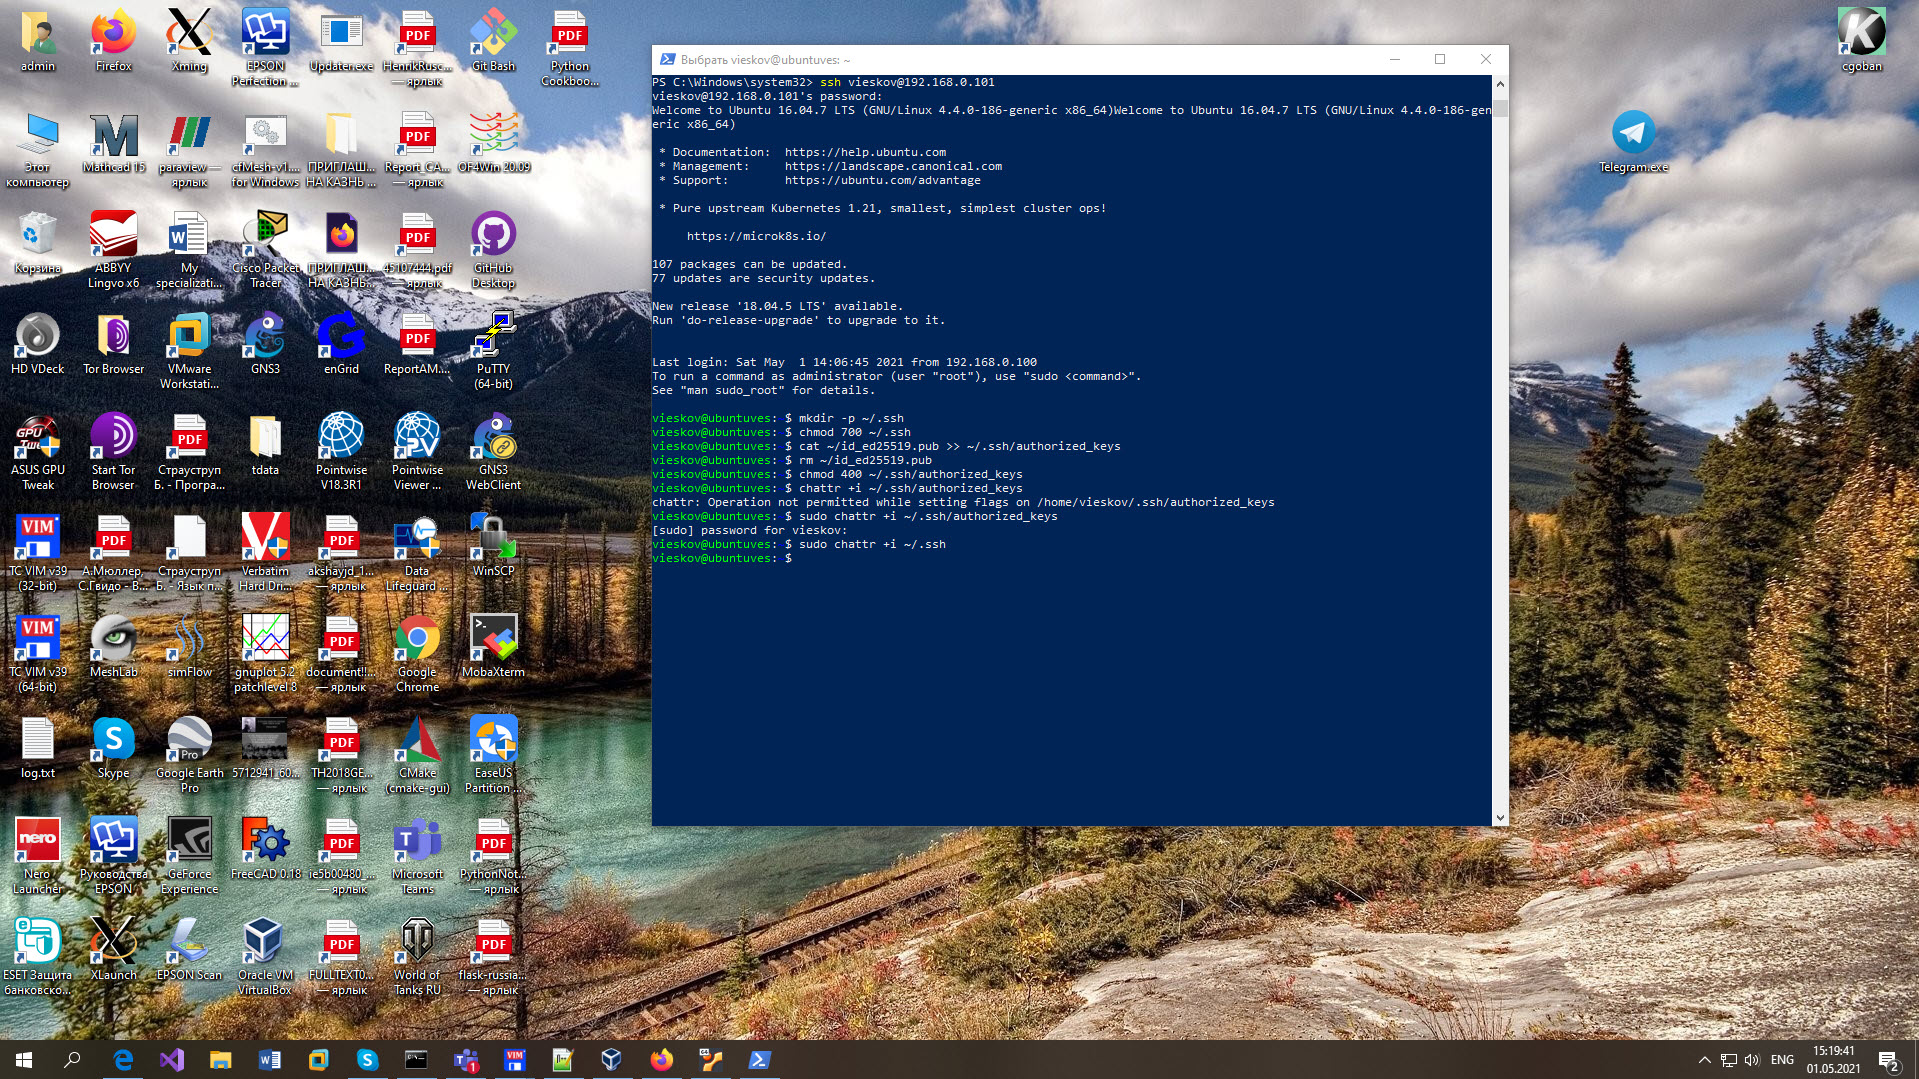 admin
Firefox
Xming
EPSON Perfection ...
Updater.exe
HenrikRusc... — ярлык
Git Bash
Python Cookboo...
Этот компьютер
Mathcad 15
paraview — ярлык
cfMesh-v1... for Windows
ПРИГЛАШ... НА КАЗНЬ ...
Report_CA... — ярлык
OF4Win 20.09
Корзина
ABBYY Lingvo x6
My specializati...
Cisco Packet Tracer
ПРИГЛАШ... НА КАЗНЬ...
45107444.pdf — ярлык
GitHub Desktop
HD VDeck
Tor Browser
VMware Workstati...
GNS3
enGrid
ReportAM....
PuTTY (64-bit)
ASUS GPU Tweak
Start Tor Browser
Страуструп Б. - Програ...
tdata
Pointwise V18.3R1
Pointwise Viewer ...
GNS3 WebClient
TC VIM v39 (32-bit)
А.Мюллер, С.Гвидо - В...
Страуструп Б. - Язык п...
Verbatim Hard Dri...
akshayjd_1... — ярлык
Data Lifeguard ...
WinSCP
TC VIM v39 (64-bit)
MeshLab
simFlow
gnuplot 5.2 patchlevel 8
document!!... — ярлык
Google Chrome
MobaXterm
log.txt
Skype
Google Earth Pro
5712941_60...
TH2018GE... — ярлык
CMake (cmake-gui)
EaseUS Partition ...
Nero Launcher
Руководства EPSON
GeForce Experience
FreeCAD 0.18
ie5b00480_... — ярлык
Microsoft Teams
PythonNot... — ярлык
ESET Защита банковско...
XLaunch
EPSON Scan
Oracle VM VirtualBox
FULLTEXT0... — ярлык
World of Tanks RU
flask-russia... — ярлык
Выбрать vieskov@ubuntuves: ~
PS C:\Windows\system32> ssh vieskov@192.168.0.101
vieskov@192.168.0.101's password:
Welcome to Ubuntu 16.04.7 LTS (GNU/Linux 4.4.0-186-generic x86_64)Welcome to Ubuntu 16.04.7 LTS (GNU/Linux 4.4.0-186-gen
eric x86_64)
* Documentation:  https://help.ubuntu.com
* Management:     https://landscape.canonical.com
* Support:        https://ubuntu.com/advantage
* Pure upstream Kubernetes 1.21, smallest, simplest cluster ops!
https://microk8s.io/
107 packages can be updated.
77 updates are security updates.
New release '18.04.5 LTS' available.
Run 'do-release-upgrade' to upgrade to it.
Last login: Sat May  1 14:06:45 2021 from 192.168.0.100
To run a command as administrator (user "root"), use "sudo <command>".
See "man sudo_root" for details.
vieskov@ubuntuves: $ mkdir -p ~/.ssh
vieskov@ubuntuves: $ chmod 700 ~/.ssh
vieskov@ubuntuves: $ cat ~/id_ed25519.pub >> ~/.ssh/authorized_keys
vieskov@ubuntuves: $ rm ~/id_ed25519.pub
vieskov@ubuntuves: $ chmod 400 ~/.ssh/authorized_keys
vieskov@ubuntuves: $ chattr +i ~/.ssh/authorized_keys
chattr: Operation not permitted while setting flags on /home/vieskov/.ssh/authorized_keys
vieskov@ubuntuves: $ sudo chattr +i ~/.ssh/authorized_keys
[sudo] password for vieskov:
vieskov@ubuntuves: $ sudo chattr +i ~/.ssh
vieskov@ubuntuves: $
cgoban
Telegram.exe
ENG
15:19:41
01.05.2021